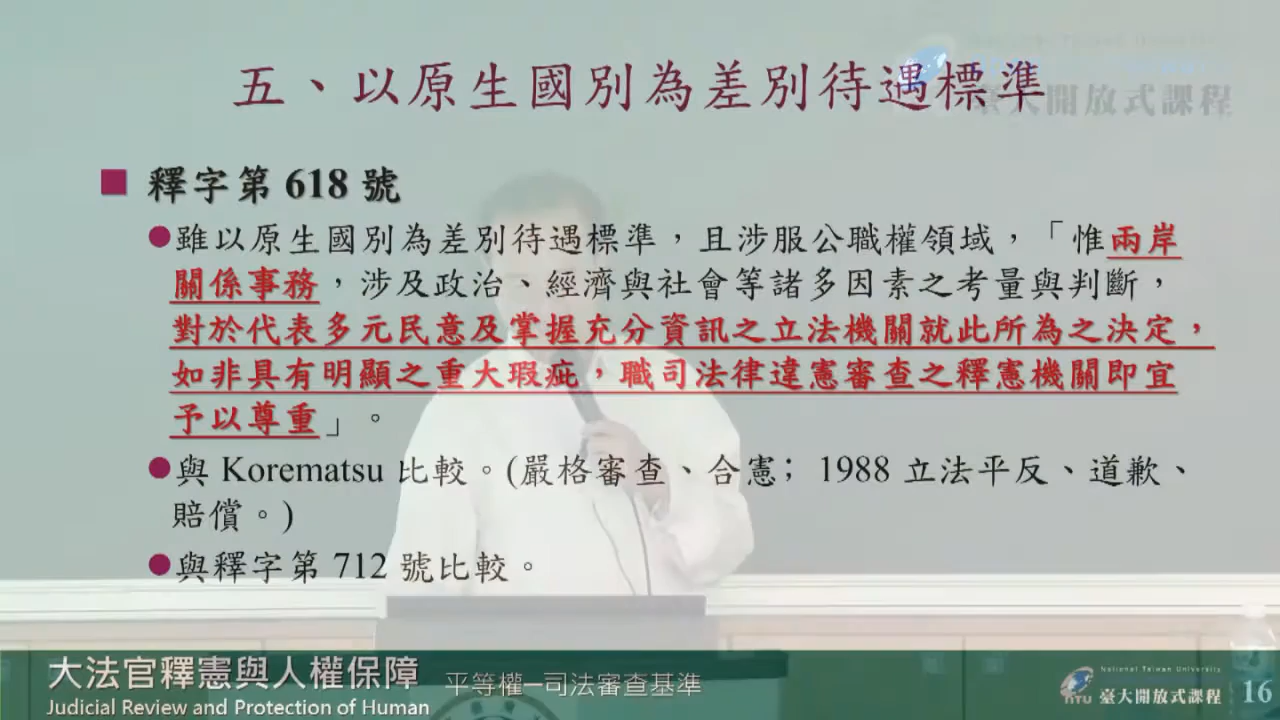 五、以原生國別為差別待遇標準
臺大開放式課程
釋字第 618 號
雖以原生國別為差別待遇標準，且涉服公職權領域，「惟兩岸
關係事務，涉及政治、經濟與社會等諸多因素之考量與判斷，
對於代表多元民意及掌握充分資訊之立法機關就此所為之決定，
如非具有明顯之重大瑕疵，職司法律違憲審查之釋憲機關即宜
予以尊重」。
與 Korematsu 比較。(嚴格審查、合憲；1988 立法平反、道歉、
賠償。)
與釋字第 712 號比較。
大法官釋憲與人權保障
Judicial Review and Protection of Human
平等權─司法審查基準
National Taiwan University
NTU 臺大開放式課程
16